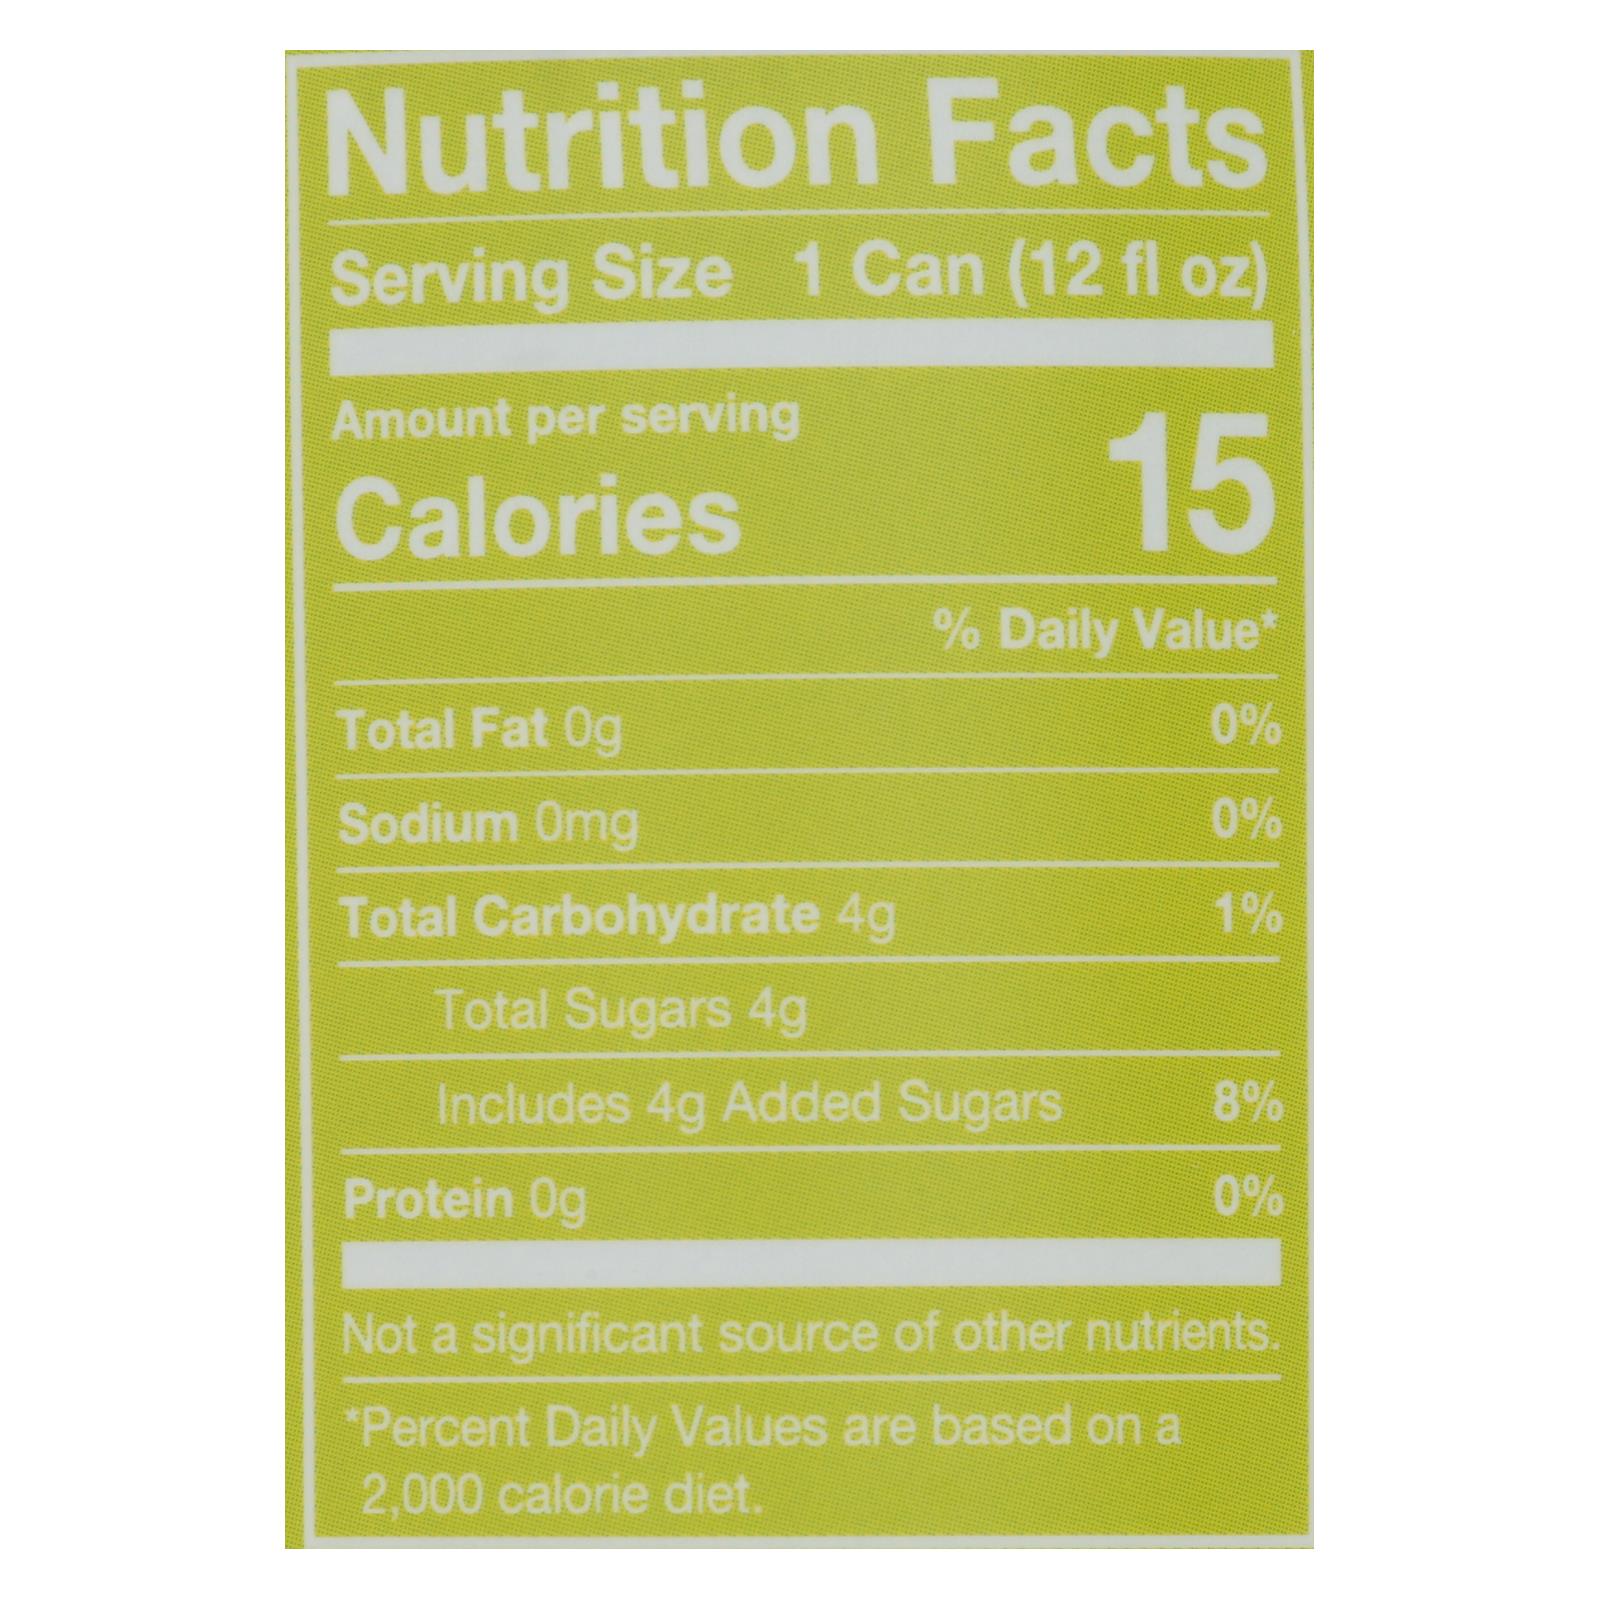 Nutrition Facts
Serving Size 1 Can (12 fl oz)
Amount per serving
Calories 15
% Daily Value*
Total Fat 0g 0%
Sodium 0mg 0%
Total Carbohydrate 4g 1%
Total Sugars 4g
Includes 4g Added Sugars 8%
Protein 0g 0%
Not a significant source of other nutrients.
*Percent Daily Values are based on a
2,000 calorie diet.